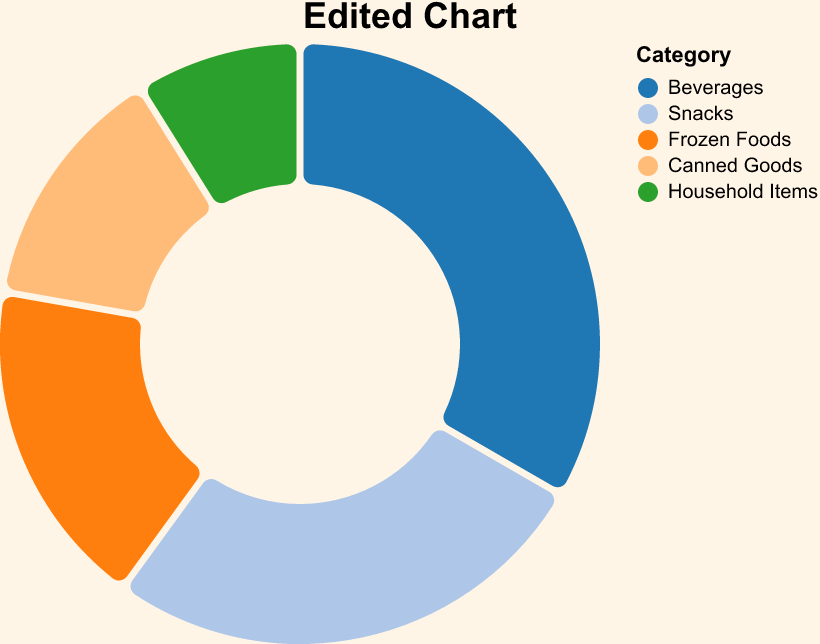 Edited Chart
Category
Beverages
Snacks
Frozen Foods
Canned Goods
Household Items